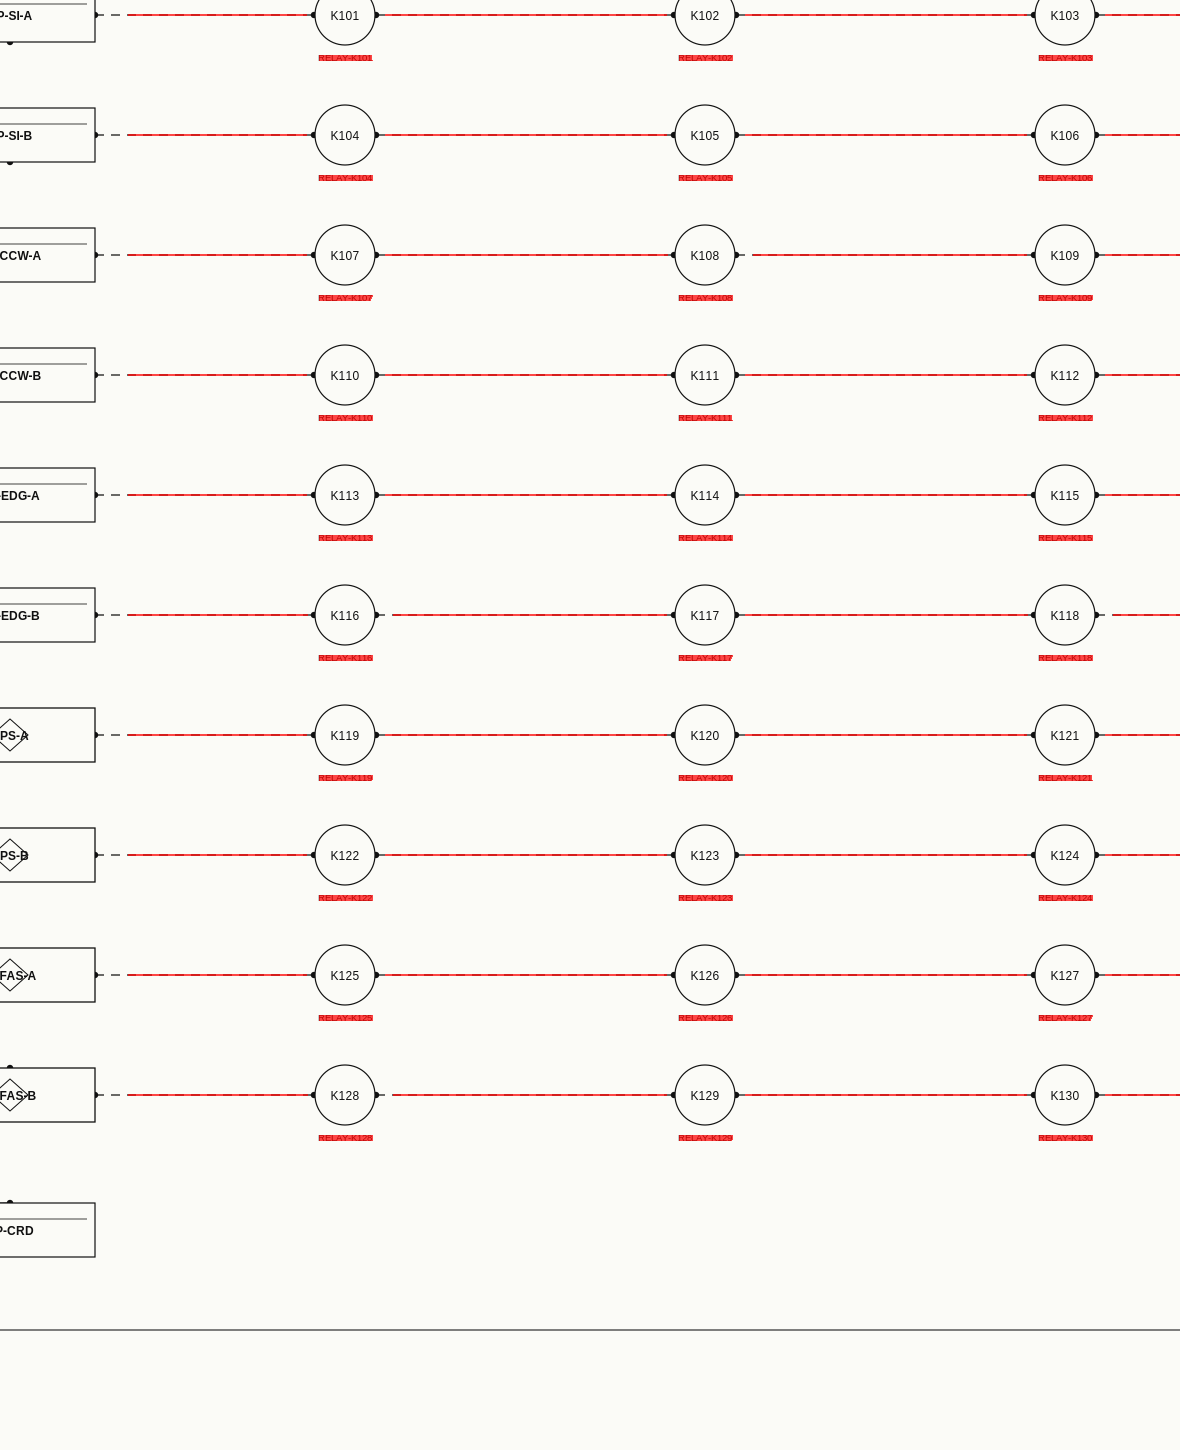 P-SI-A K101 K102 K103
RELAY-K101 RELAY-K102 RELAY-K103
P-SI-B K104 K105 K106
RELAY-K104 RELAY-K105 RELAY-K106
CCW-A K107 K108 K109
RELAY-K107 RELAY-K108 RELAY-K109
CCW-B K110 K111 K112
RELAY-K110 RELAY-K111 RELAY-K112
-EDG-A K113 K114 K115
RELAY-K113 RELAY-K114 RELAY-K115
-EDG-B K116 K117 K118
RELAY-K116 RELAY-K117 RELAY-K118
PS-A K119 K120 K121
RELAY-K119 RELAY-K120 RELAY-K121
PS-B K122 K123 K124
RELAY-K122 RELAY-K123 RELAY-K124
FAS-A K125 K126 K127
RELAY-K125 RELAY-K126 RELAY-K127
FAS-B K128 K129 K130
RELAY-K128 RELAY-K129 RELAY-K130
P-CRD